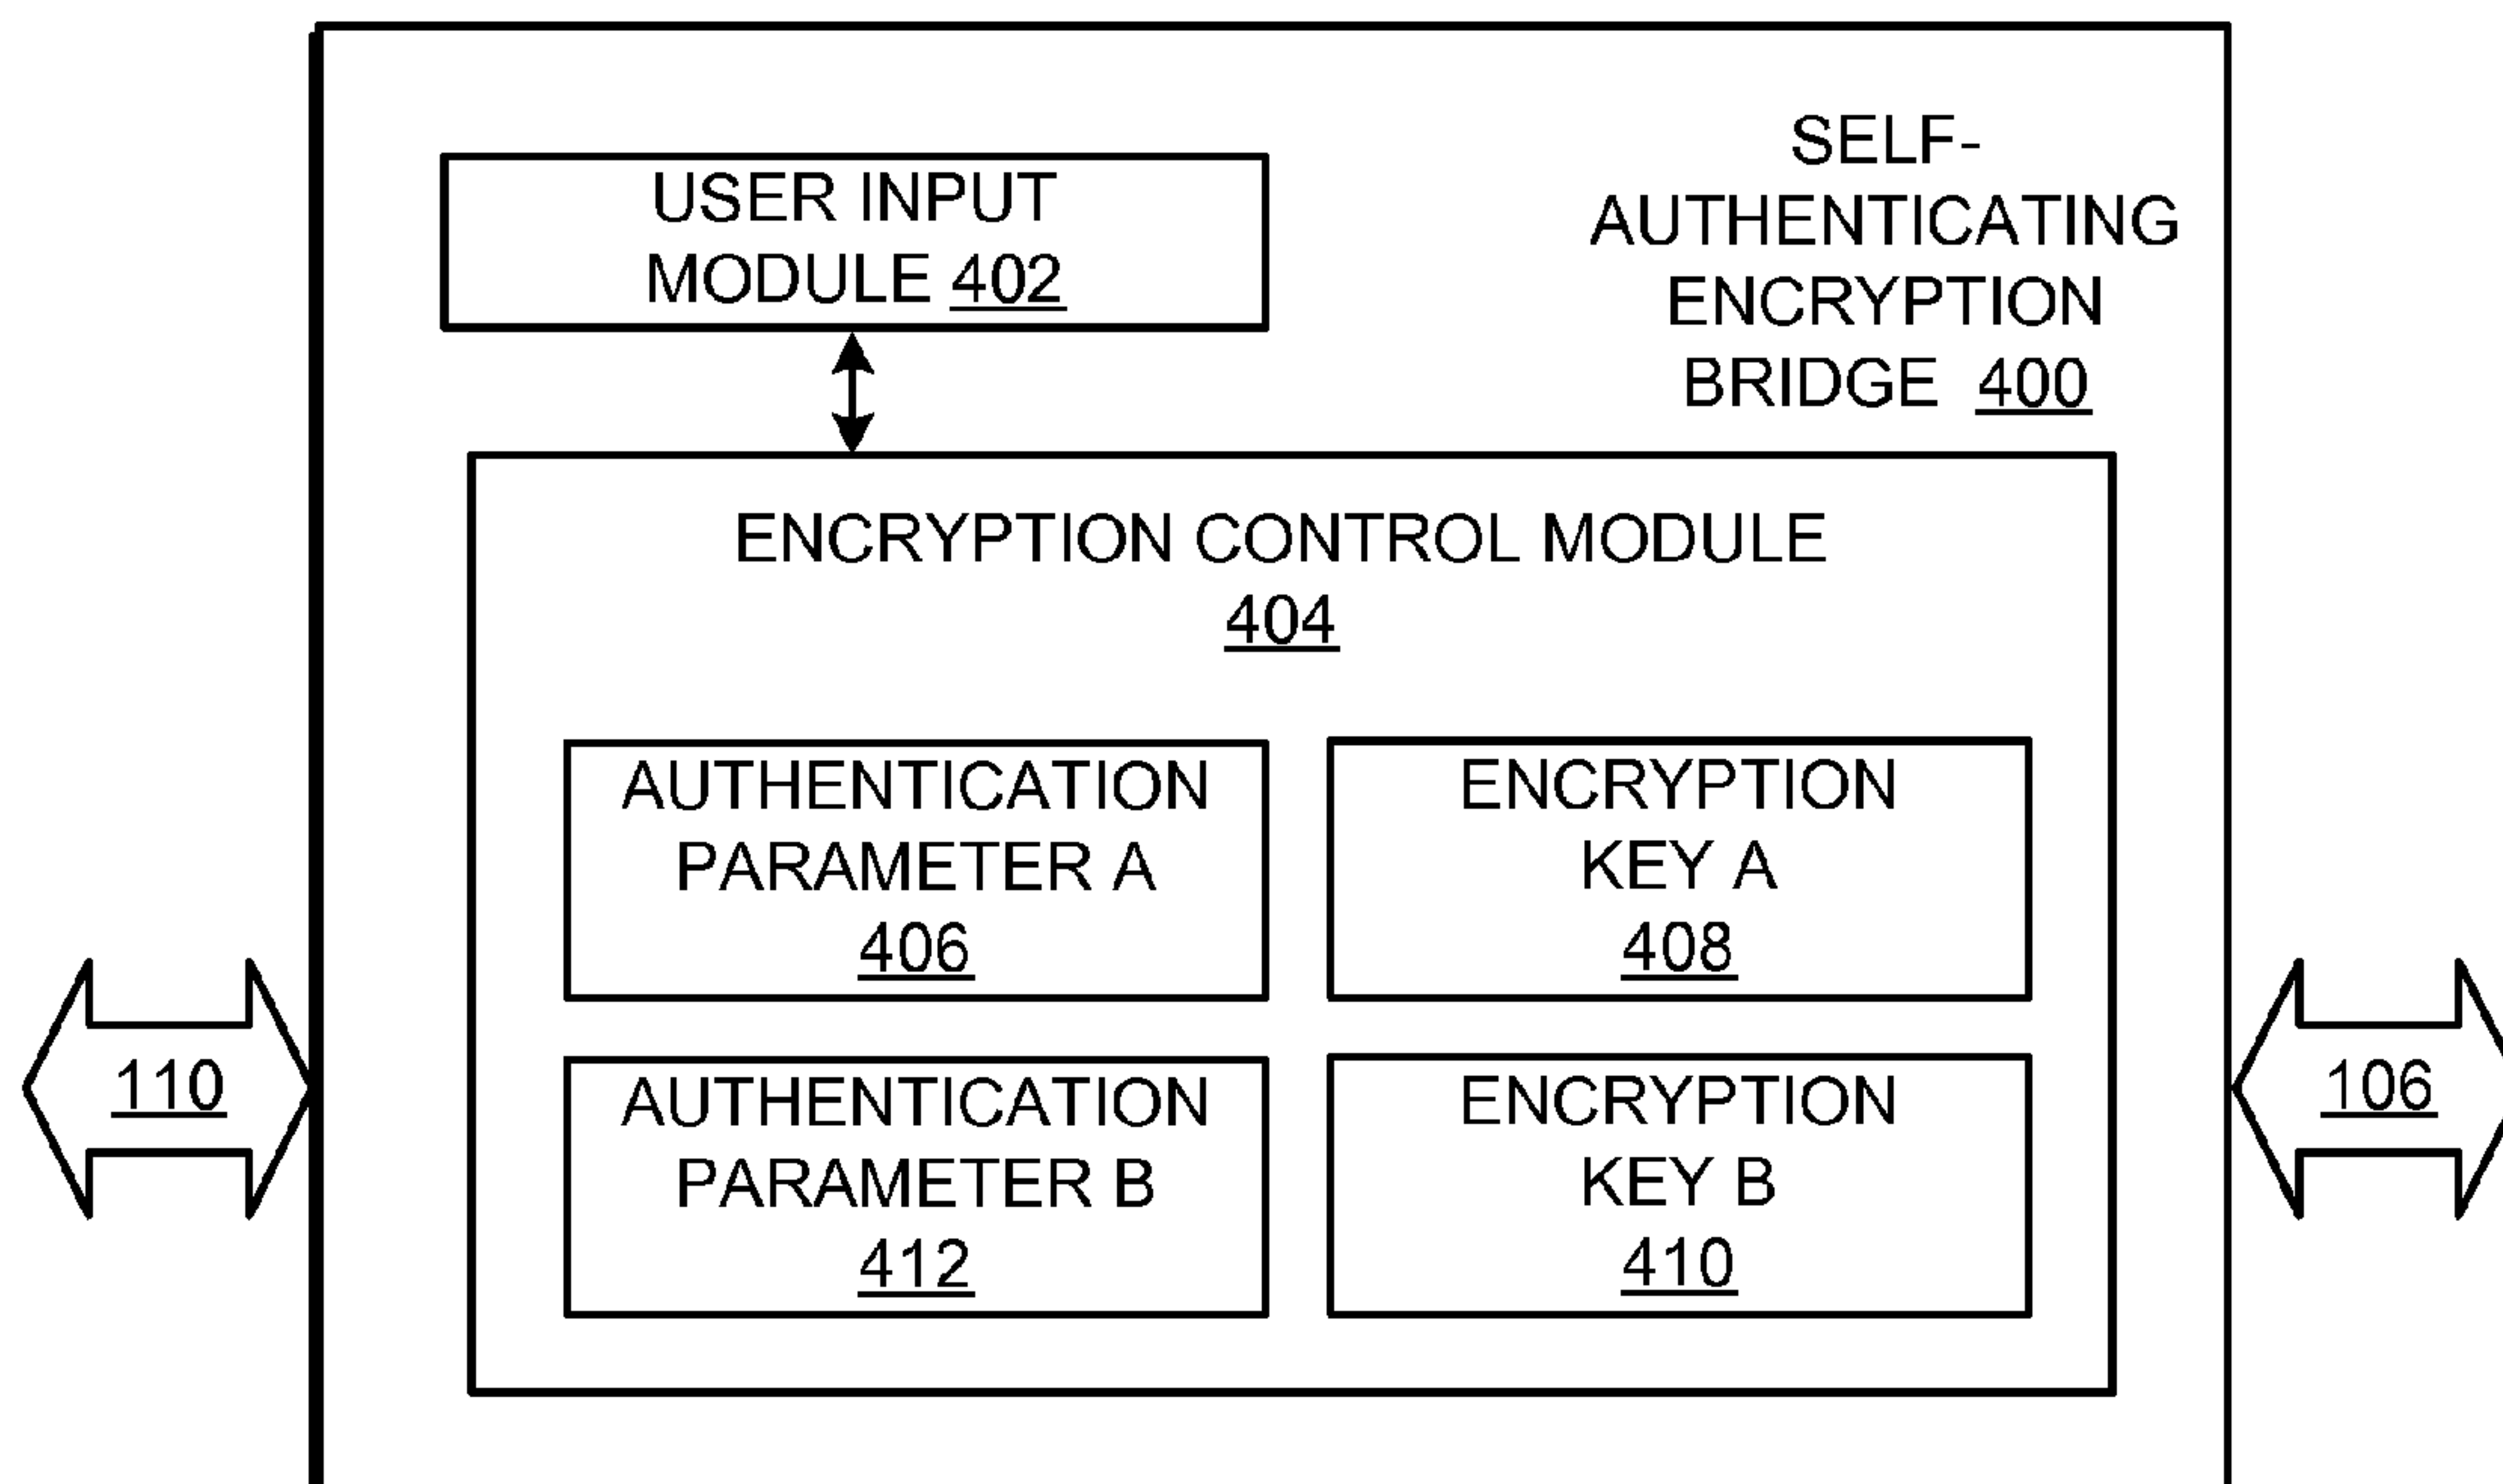 SELF-
AUTHENTICATING
ENCRYPTION
BRIDGE 400
USER INPUT
MODULE 402
ENCRYPTION CONTROL MODULE
404
AUTHENTICATION
PARAMETER A
406
ENCRYPTION
KEY A
408
AUTHENTICATION
PARAMETER B
412
ENCRYPTION
KEY B
410
110
106